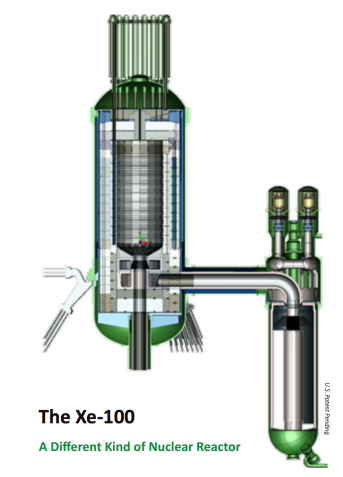 U.S. Patent Pending
The Xe-100
A Different Kind of Nuclear Reactor